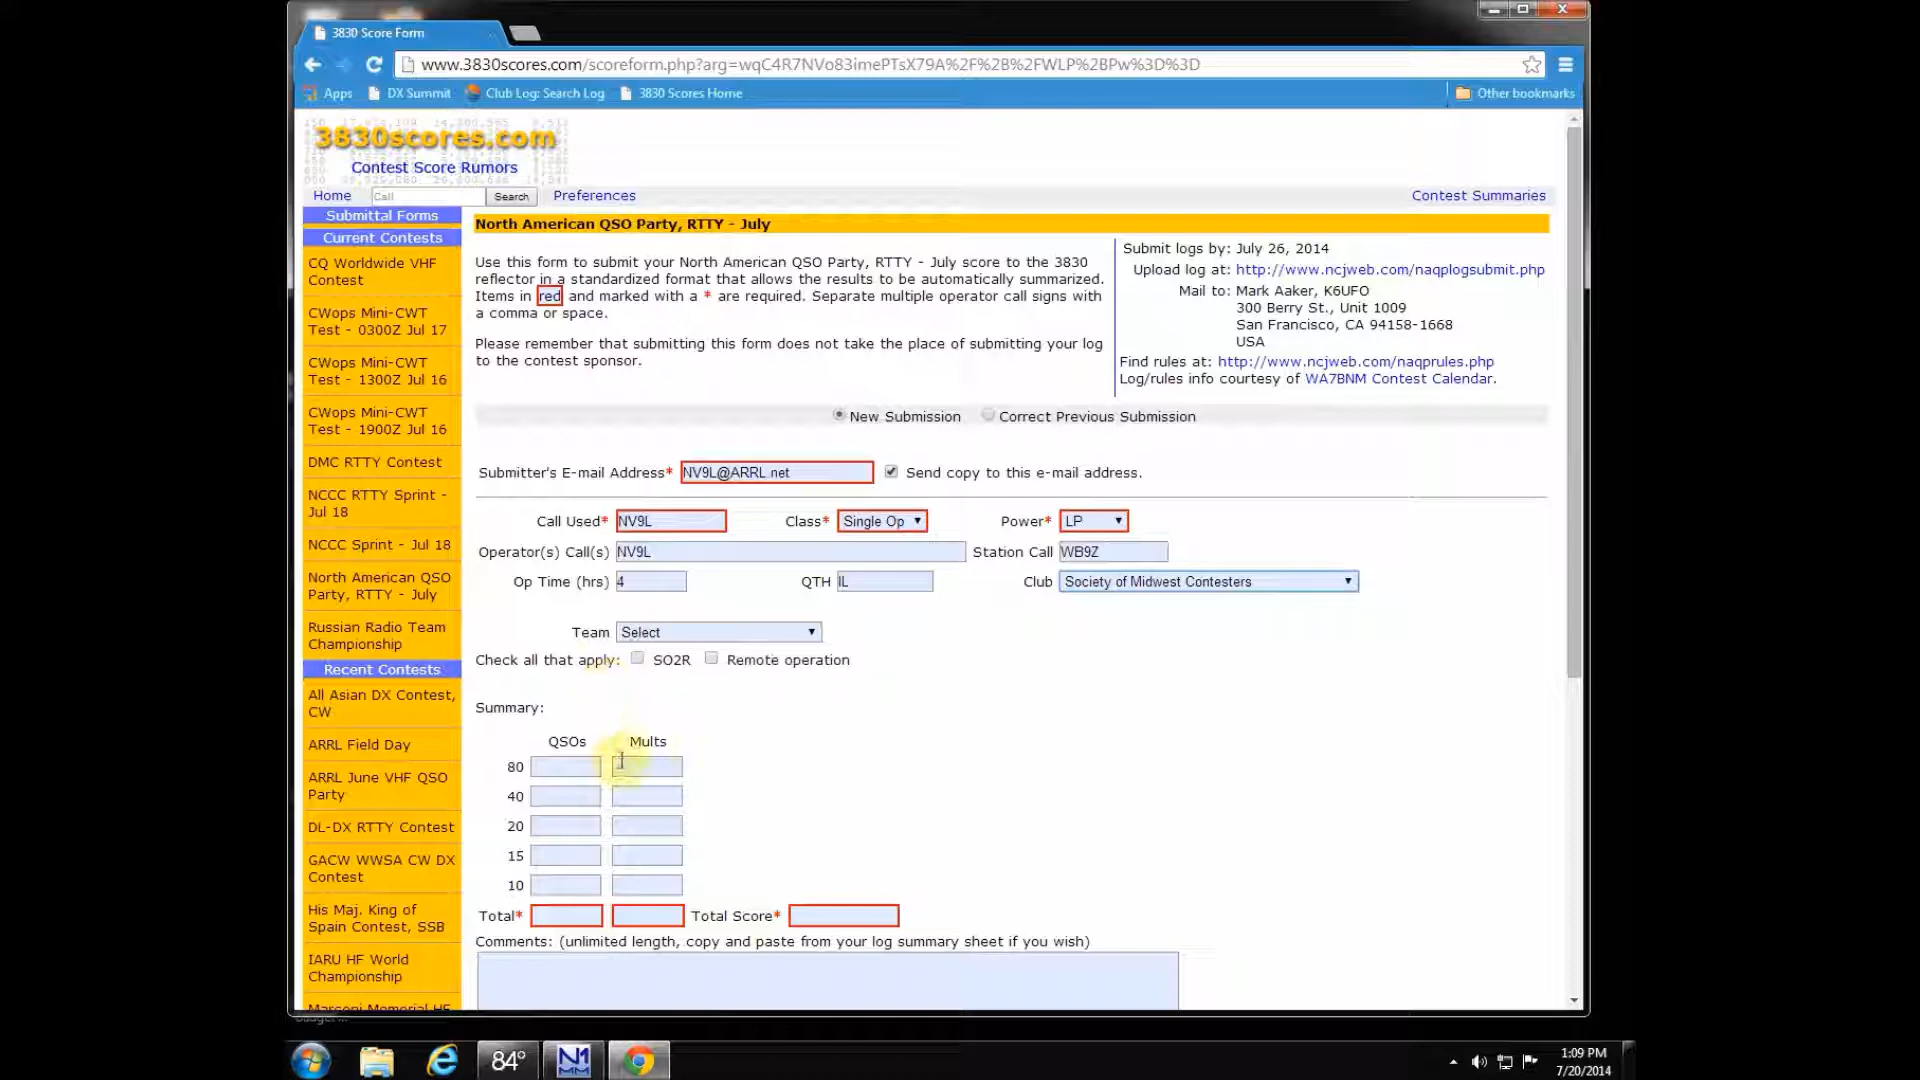 3830 Score Form
www.3830scores.com/scoreform.php?arg=wqC4R7NVo83imePTsX79A%2F%2B%2FWLP%2BPw%3D%3D
Apps DX Summit Club Log: Search Log 3830 Scores Home Other bookmarks
3830scores.com
Contest Score Rumors
Home Call Search Preferences Contest Summaries
Submittal Forms
Current Contests
CQ Worldwide VHF
Contest
CWops Mini-CWT
Test - 0300Z Jul 17
CWops Mini-CWT
Test - 1300Z Jul 16
CWops Mini-CWT
Test - 1900Z Jul 16
DMC RTTY Contest
NCCC RTTY Sprint -
Jul 18
NCCC Sprint - Jul 18
North American QSO
Party, RTTY - July
Russian Radio Team
Championship
Recent Contests
All Asian DX Contest,
CW
ARRL Field Day
ARRL June VHF QSO
Party
DL-DX RTTY Contest
GACW WWSA CW DX
Contest
His Maj. King of
Spain Contest, SSB
IARU HF World
Championship
Marconi Memorial HF
North American QSO Party, RTTY - July
Use this form to submit your North American QSO Party, RTTY - July score to the 3830
reflector in a standardized format that allows the results to be automatically summarized.
Items in red and marked with a * are required. Separate multiple operator call signs with
a comma or space.
Please remember that submitting this form does not take the place of submitting your log
to the contest sponsor.
Submit logs by: July 26, 2014
Upload log at: http://www.ncjweb.com/naqplogsubmit.php
Mail to: Mark Aaker, K6UFO
300 Berry St., Unit 1009
San Francisco, CA 94158-1668
USA
Find rules at: http://www.ncjweb.com/naqprules.php
Log/rules info courtesy of WA7BNM Contest Calendar.
New Submission Correct Previous Submission
Submitter's E-mail Address* NV9L@ARRL.net Send copy to this e-mail address.
Call Used* NV9L Class* Single Op Power* LP
Operator(s) Call(s) NV9L Station Call WB9Z
Op Time (hrs) 4 QTH IL Club Society of Midwest Contesters
Team Select
Check all that apply: SO2R Remote operation
Summary:
QSOs Mults
80
40
20
15
10
Total* Total Score*
Comments: (unlimited length, copy and paste from your log summary sheet if you wish)
84° N1 MM
1:09 PM
7/20/2014